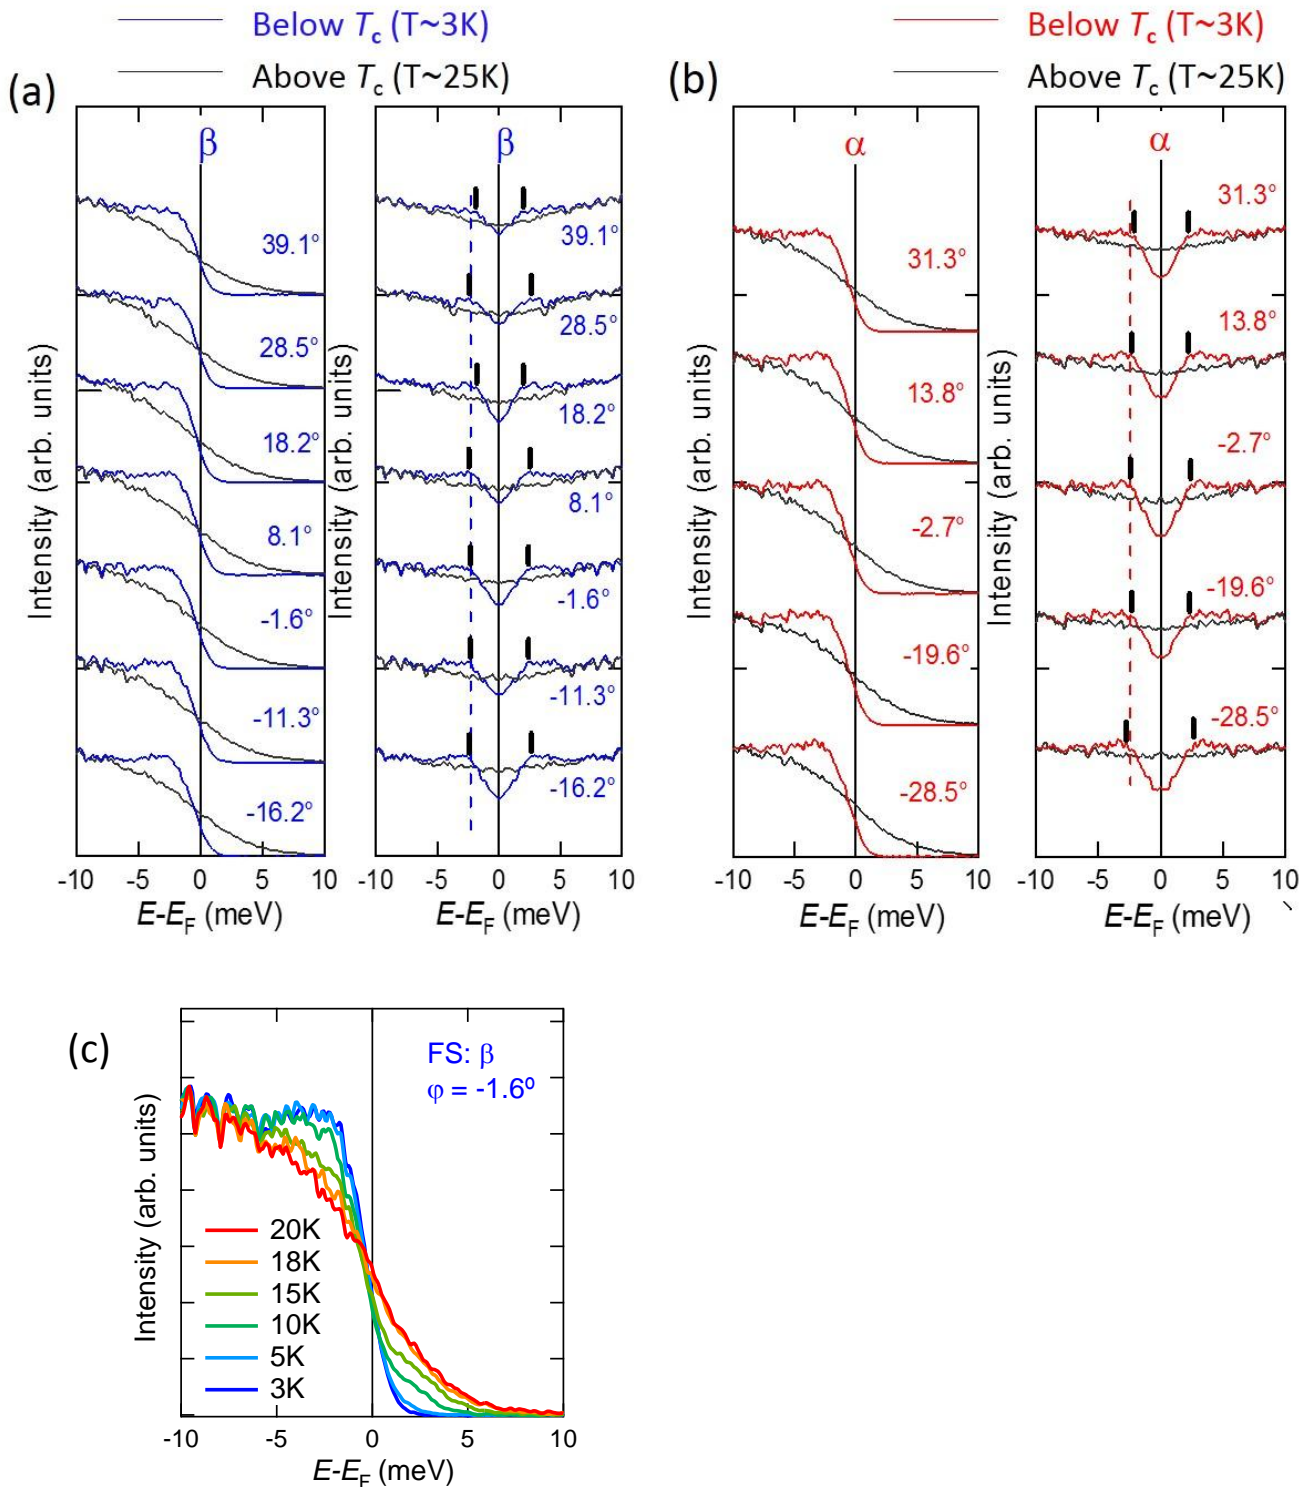 Below Tc (T~3K)
Above Tc (T~25K)
(a)
β
39.1°
28.5°
18.2°
8.1°
-1.6°
-11.3°
-16.2°
Intensity (arb. units)
-10 -5 0 5 10
E-EF (meV)
β
39.1°
28.5°
18.2°
8.1°
-1.6°
-11.3°
-16.2°
Intensity (arb. units)
-10 -5 0 5 10
E-EF (meV)
Below Tc (T~3K)
Above Tc (T~25K)
(b)
α
31.3°
13.8°
-2.7°
-19.6°
-28.5°
Intensity (arb. units)
-10 -5 0 5 10
E-EF (meV)
α
31.3°
13.8°
-2.7°
-19.6°
-28.5°
Intensity (arb. units)
-10 -5 0 5 10
E-EF (meV)
(c)
FS: β
φ = -1.6º
20K
18K
15K
10K
5K
3K
Intensity (arb. units)
-10 -5 0 5 10
E-EF (meV)